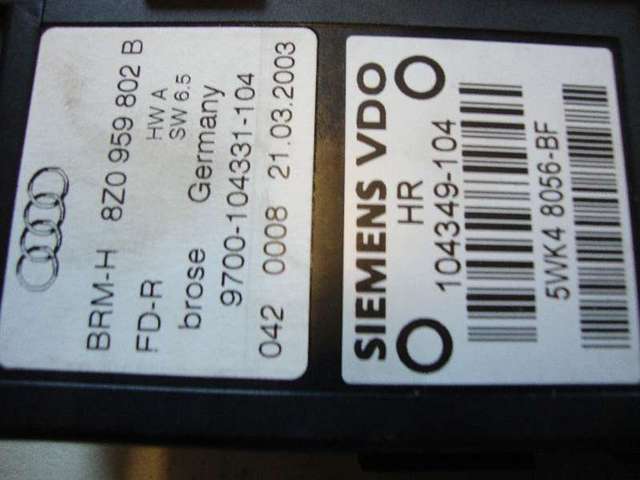 BRM-H 8Z0 959 802 B
FD-R HW A
SW 6.5
brose Germany
9700-104331-104
042 0008 21.03.2003
SIEMENS VDO
HR
104349-104
5WK4 8056-BF